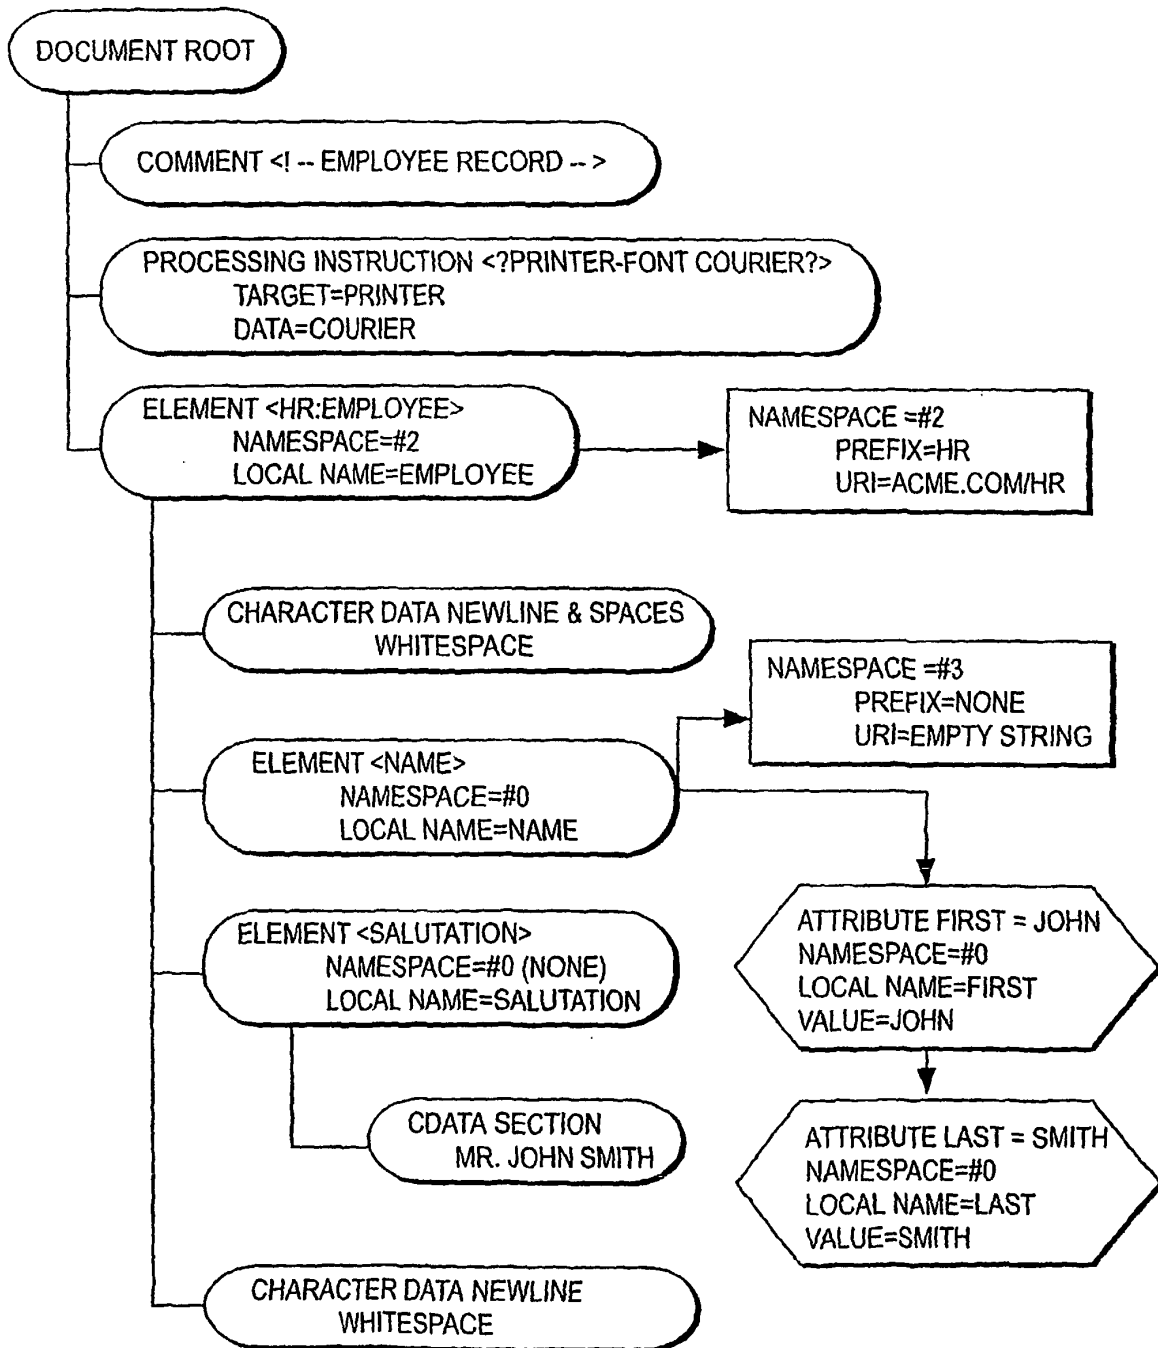 DOCUMENT ROOT
COMMENT <! -- EMPLOYEE RECORD -- >
PROCESSING INSTRUCTION <?PRINTER-FONT COURIER?>
TARGET=PRINTER
DATA=COURIER
ELEMENT <HR:EMPLOYEE>
NAMESPACE=#2
LOCAL NAME=EMPLOYEE
NAMESPACE =#2
PREFIX=HR
URI=ACME.COM/HR
CHARACTER DATA NEWLINE & SPACES
WHITESPACE
NAMESPACE =#3
PREFIX=NONE
URI=EMPTY STRING
ELEMENT <NAME>
NAMESPACE=#0
LOCAL NAME=NAME
ATTRIBUTE FIRST = JOHN
NAMESPACE=#0
LOCAL NAME=FIRST
VALUE=JOHN
ELEMENT <SALUTATION>
NAMESPACE=#0 (NONE)
LOCAL NAME=SALUTATION
CDATA SECTION
MR. JOHN SMITH
ATTRIBUTE LAST = SMITH
NAMESPACE=#0
LOCAL NAME=LAST
VALUE=SMITH
CHARACTER DATA NEWLINE
WHITESPACE